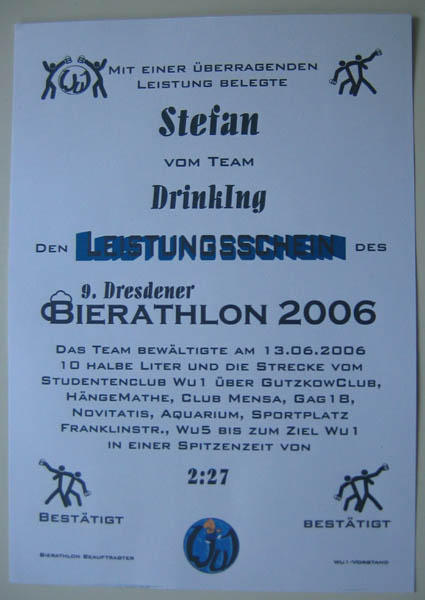 Mit einer überragenden
Leistung belegte
Stefan
vom Team
DrinkIng
Den Leistungsschein des
9. Dresdener
Bierathlon 2006
Das Team bewältigte am 13.06.2006
10 halbe Liter und die Strecke vom
Studentenclub Wu1 über GutzkowClub,
HängeMathe, Club Mensa, Gag18,
Novitatis, Aquarium, Sportplatz
Franklinstr., Wu5 bis zum Ziel Wu1
in einer Spitzenzeit von
2:27
Bestätigt
bestätigt
Bierathlon Beauftragter
Wu1-Vorstand